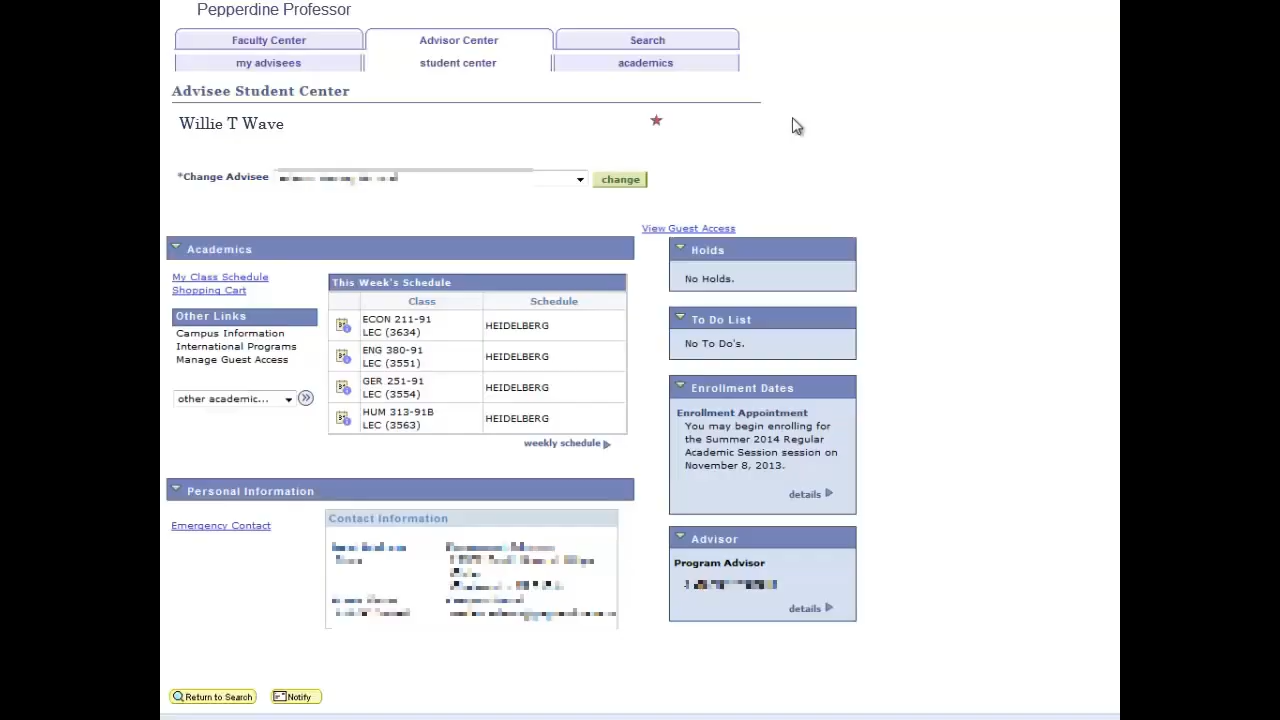 Pepperdine Professor
Faculty Center
Advisor Center
Search
my advisees
student center
academics
Advisee Student Center
Willie T Wave
*Change Advisee
change
View Guest Access
Academics
My Class Schedule
Shopping Cart
Other Links
Campus Information
International Programs
Manage Guest Access
other academic...
This Week's Schedule
Class Schedule
ECON 211-91
LEC (3634)
HEIDELBERG
ENG 380-91
LEC (3551)
HEIDELBERG
GER 251-91
LEC (3554)
HEIDELBERG
HUM 313-91B
LEC (3563)
HEIDELBERG
weekly schedule
Holds
No Holds.
To Do List
No To Do's.
Enrollment Dates
Enrollment Appointment
You may begin enrolling for
the Summer 2014 Regular
Academic Session session on
November 8, 2013.
details
Personal Information
Emergency Contact
Contact Information
Advisor
Program Advisor
details
Return to Search
Notify